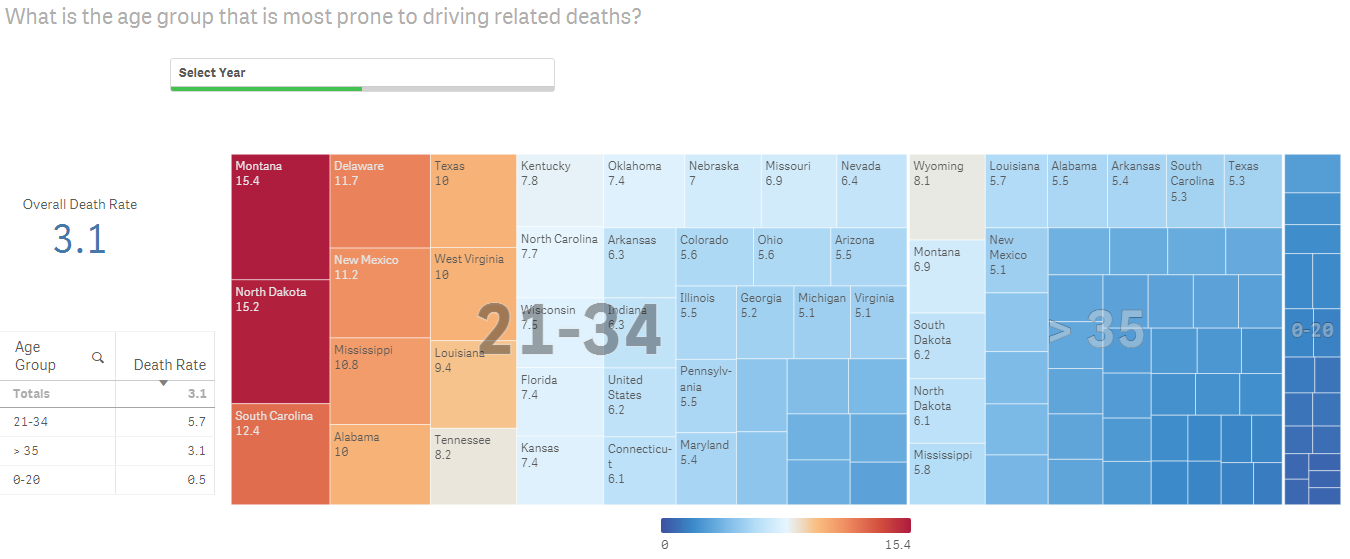 What is the age group that is most prone to driving related deaths?
Select Year
Overall Death Rate
3.1
Age
Group
Death Rate
Totals 3.1
21-34 5.7
> 35 3.1
0-20 0.5
Montana
15.4
North Dakota
15.2
South Carolina
12.4
Delaware
11.7
New Mexico
11.2
Mississippi
10.8
Alabama
10
Texas
10
West Virginia
10
Louisiana
9.4
Tennessee
8.2
Kentucky
7.8
North Carolina
7.7
Wisconsin
7.5
Florida
7.4
Kansas
7.4
Oklahoma
7.4
Nebraska
7
Missouri
6.9
Nevada
6.4
Arkansas
6.3
Indiana
6.3
United
States
6.2
Connecticu-
t
6.1
Colorado
5.6
Ohio
5.6
Arizona
5.5
Illinois
5.5
Georgia
5.2
Michigan
5.1
Virginia
5.1
Pennsylv-
ania
5.5
Maryland
5.4
21-34
Wyoming
8.1
Montana
6.9
South
Dakota
6.2
North
Dakota
6.1
Mississippi
5.8
Louisiana
5.7
Alabama
5.5
Arkansas
5.4
South
Carolina
5.3
Texas
5.3
New
Mexico
5.1
> 35
0-20
0
15.4